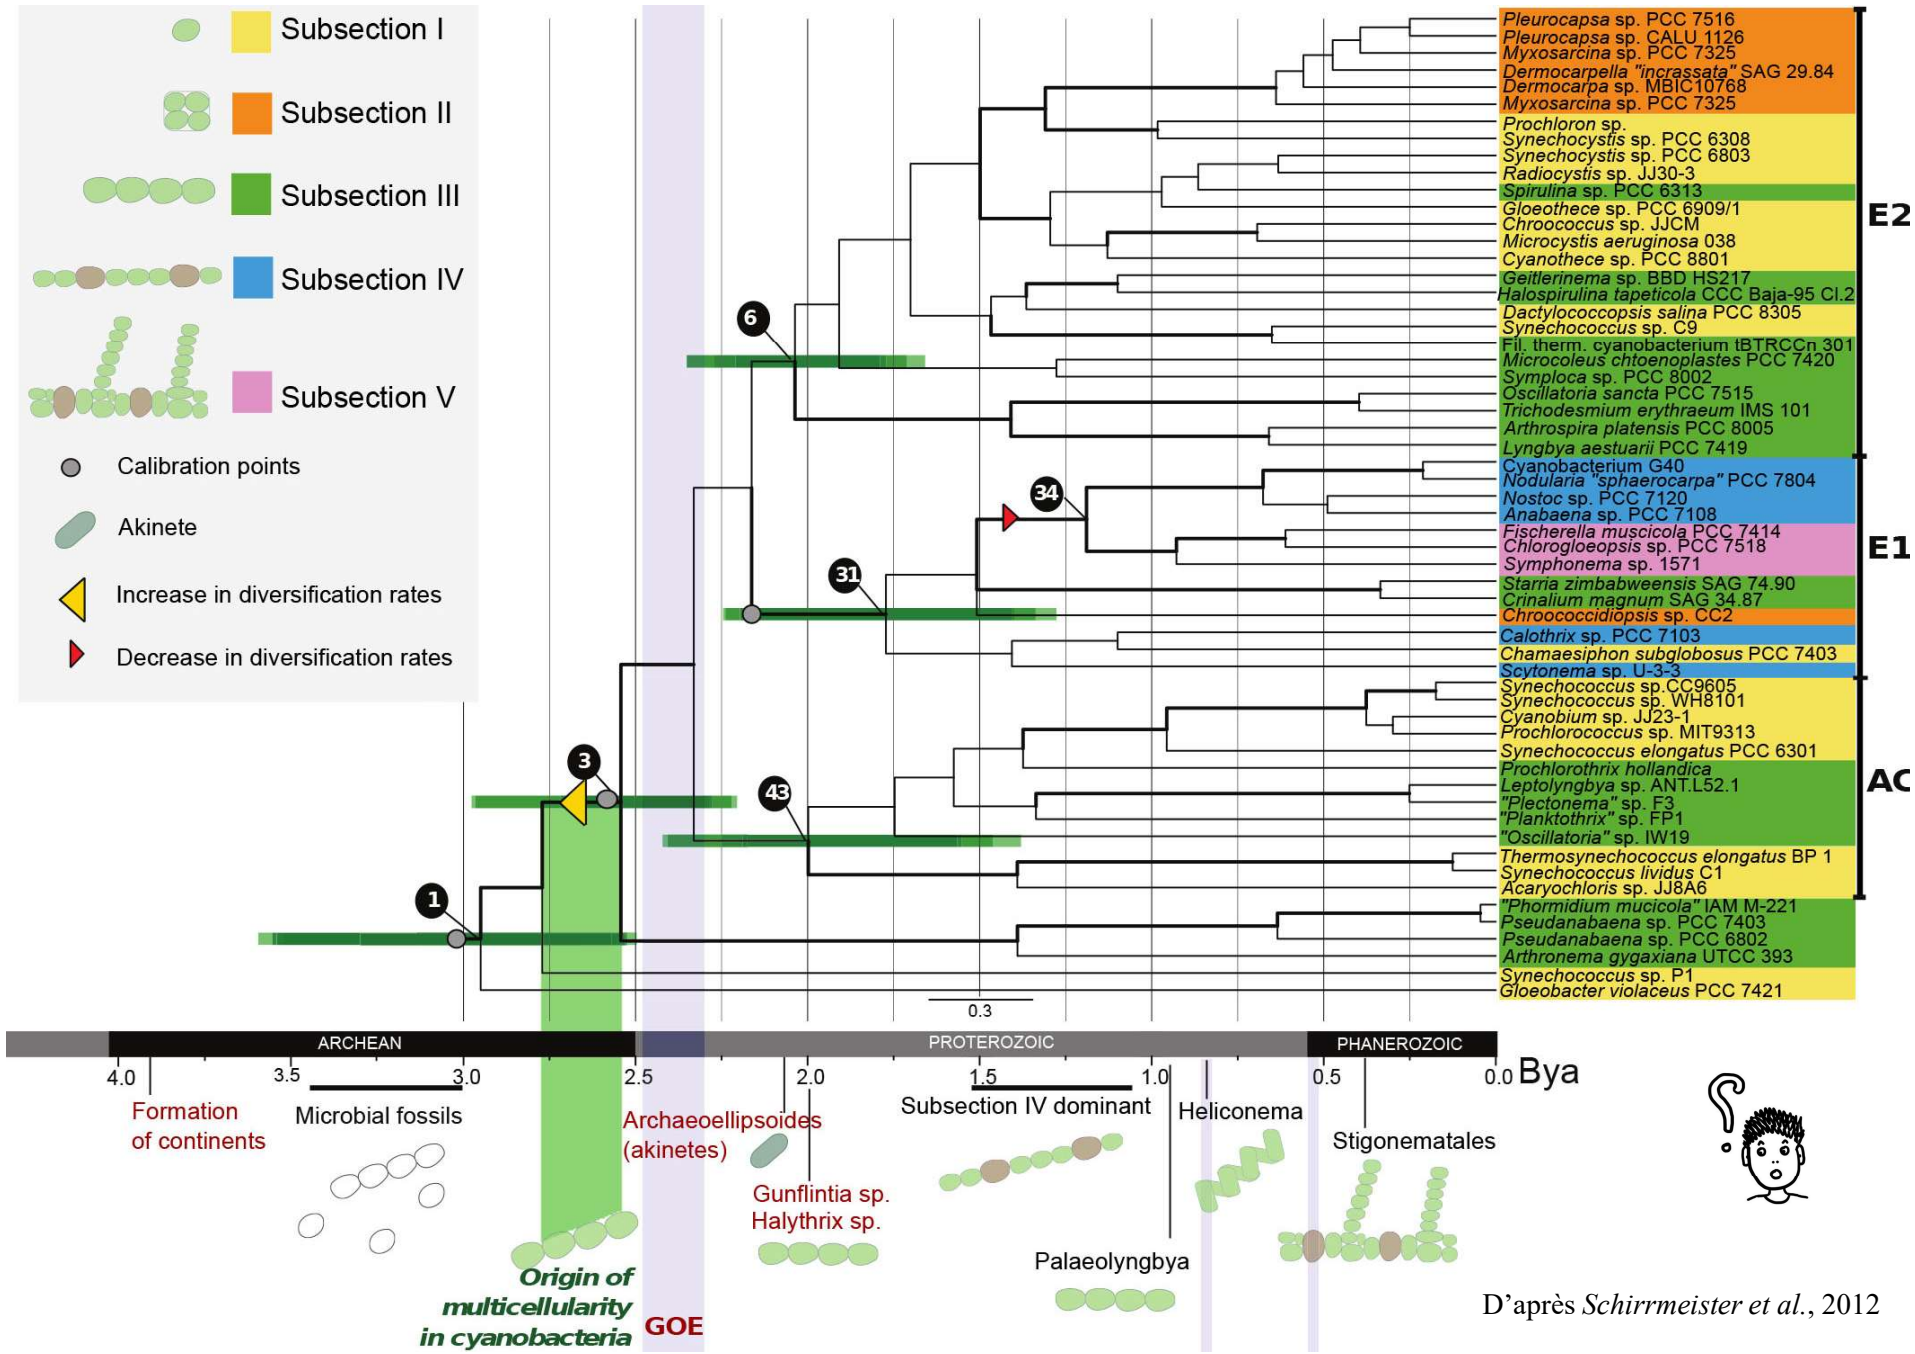 Subsection I
Subsection II
Subsection III
Subsection IV
Subsection V
Calibration points
Akinete
Increase in diversification rates
Decrease in diversification rates
Pleurocapsa sp. PCC 7516
Pleurocapsa sp. CALU 1126
Myxosarcina sp. PCC 7325
Dermocarpella "incrassata" SAG 29.84
Dermocarpa sp. MBIC10768
Myxosarcina sp. PCC 7325
Prochloron sp.
Synechocystis sp. PCC 6308
Synechocystis sp. PCC 6803
Radiocystis sp. JJ30-3
Spirulina sp. PCC 6313
Gloeothece sp. PCC 6909/1
Chroococcus sp. JJCM
Microcystis aeruginosa 038
Cyanothece sp. PCC 8801
Geitlerinema sp. BBD HS217
Halospirulina tapeticola CCC Baja-95 Cl.2
Dactylococcopsis salina PCC 8305
Synechococcus sp. C9
Fil. therm. cyanobacterium tBTRCCn 301
Microcoleus chtoenoplastes PCC 7420
Symploca sp. PCC 8002
Oscillatoria sancta PCC 7515
Trichodesmium erythraeum IMS 101
Arthrospira platensis PCC 8005
Lyngbya aestuarii PCC 7419
E2
Cyanobacterium G40
Nodularia "sphaerocarpa" PCC 7804
Nostoc sp. PCC 7120
Anabaena sp. PCC 7108
Fischerella muscicola PCC 7414
Chlorogloeopsis sp. PCC 7518
Symphonema sp. 1571
Starria zimbabweensis SAG 74.90
Crinalium magnum SAG 34.87
Chroococcidiopsis sp. CC2
Calothrix sp. PCC 7103
Chamaesiphon subglobosus PCC 7403
Scytonema sp. U-3-3
E1
Synechococcus sp.CC9605
Synechococcus sp. WH8101
Cyanobium sp. JJ23-1
Prochlorococcus sp. MIT9313
Synechococcus elongatus PCC 6301
Prochlorothrix hollandica
Leptolyngbya sp. ANT.L52.1
"Plectonema" sp. F3
"Planktothrix" sp. FP1
"Oscillatoria" sp. IW19
Thermosynechococcus elongatus BP 1
Synechococcus lividus C1
Acaryochloris sp. JJ8A6
AC
"Phormidium mucicola" IAM M-221
Pseudanabaena sp. PCC 7403
Pseudanabaena sp. PCC 6802
Arthronema gygaxiana UTCC 393
Synechococcus sp. P1
Gloeobacter violaceus PCC 7421
6
34
31
3
43
1
0.3
ARCHEAN
PROTEROZOIC
PHANEROZOIC
4.0
3.5
3.0
2.5
2.0
1.5
1.0
0.5
0.0
Bya
Formation
of continents
Microbial fossils
Archaeoellipsoides
(akinetes)
Gunflintia sp.
Halythrix sp.
Subsection IV dominant
Heliconema
Stigonematales
Palaeolyngbya
Origin of
multicellularity
in cyanobacteria
GOE
?
D'après Schirrmeister et al., 2012